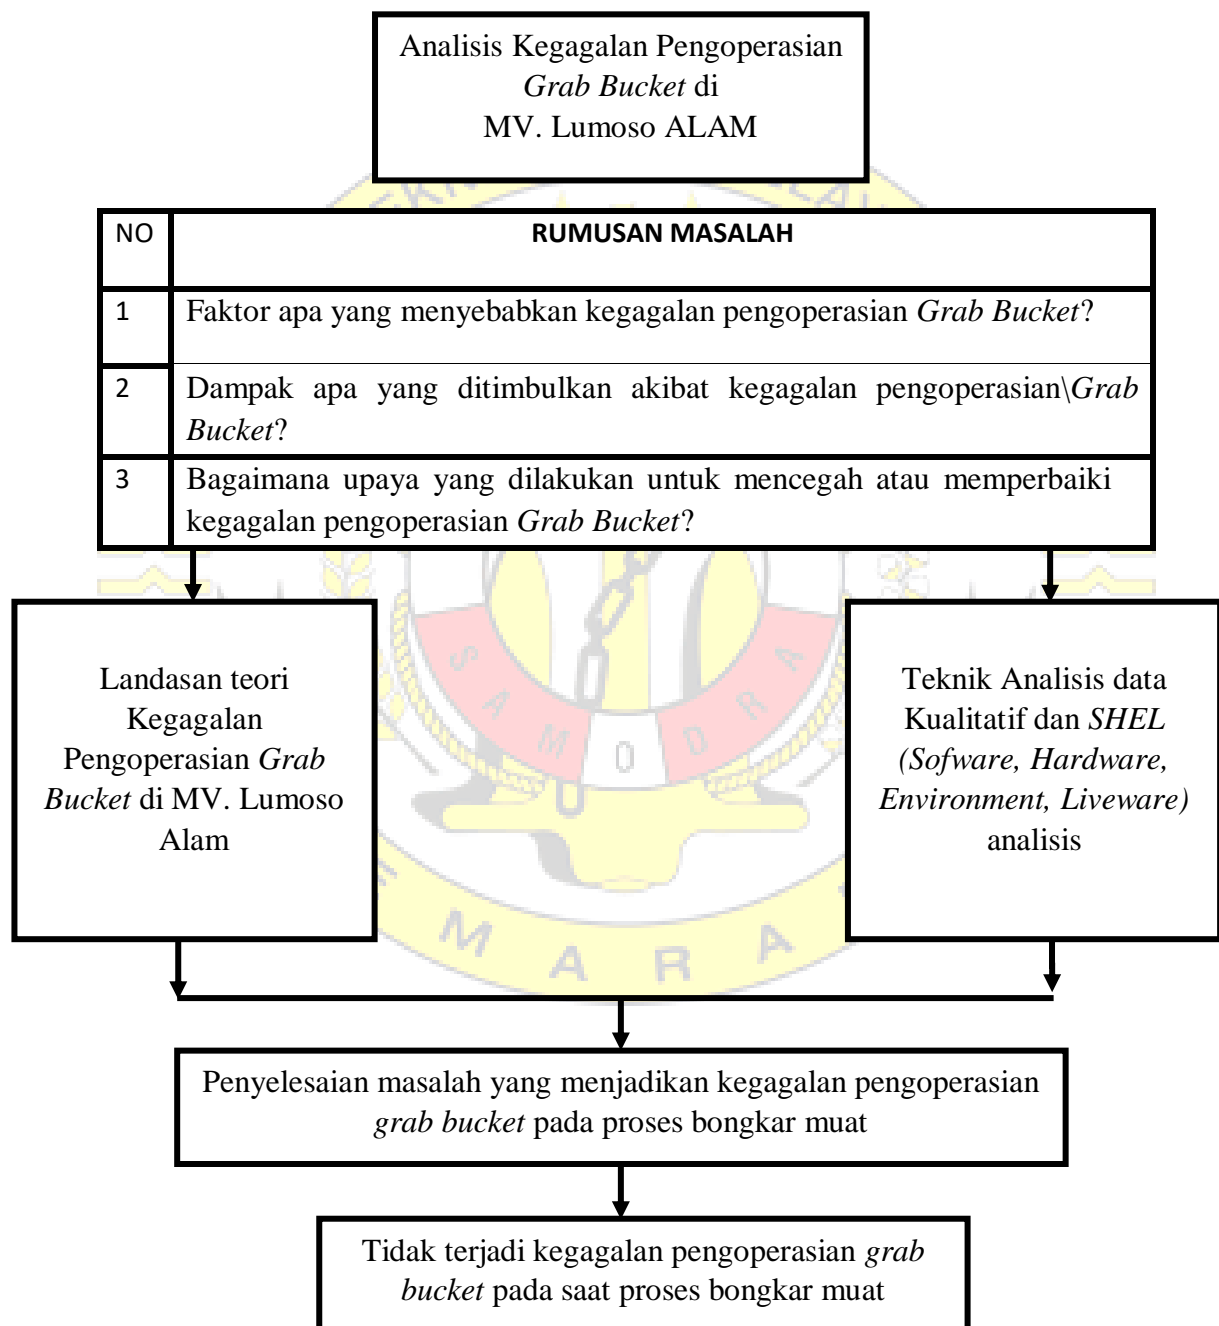 Analisis Kegagalan Pengoperasian
Grab Bucket di
MV. Lumoso ALAM
NO RUMUSAN MASALAH
1 Faktor apa yang menyebabkan kegagalan pengoperasian Grab Bucket?
2 Dampak apa yang ditimbulkan akibat kegagalan pengoperasian\Grab
Bucket?
3 Bagaimana upaya yang dilakukan untuk mencegah atau memperbaiki
kegagalan pengoperasian Grab Bucket?
Landasan teori
Kegagalan
Pengoperasian Grab
Bucket di MV. Lumoso
Alam
Teknik Analisis data
Kualitatif dan SHEL
(Sofware, Hardware,
Environment, Liveware)
analisis
SAMODRA
Penyelesaian masalah yang menjadikan kegagalan pengoperasian
grab bucket pada proses bongkar muat
Tidak terjadi kegagalan pengoperasian grab
bucket pada saat proses bongkar muat